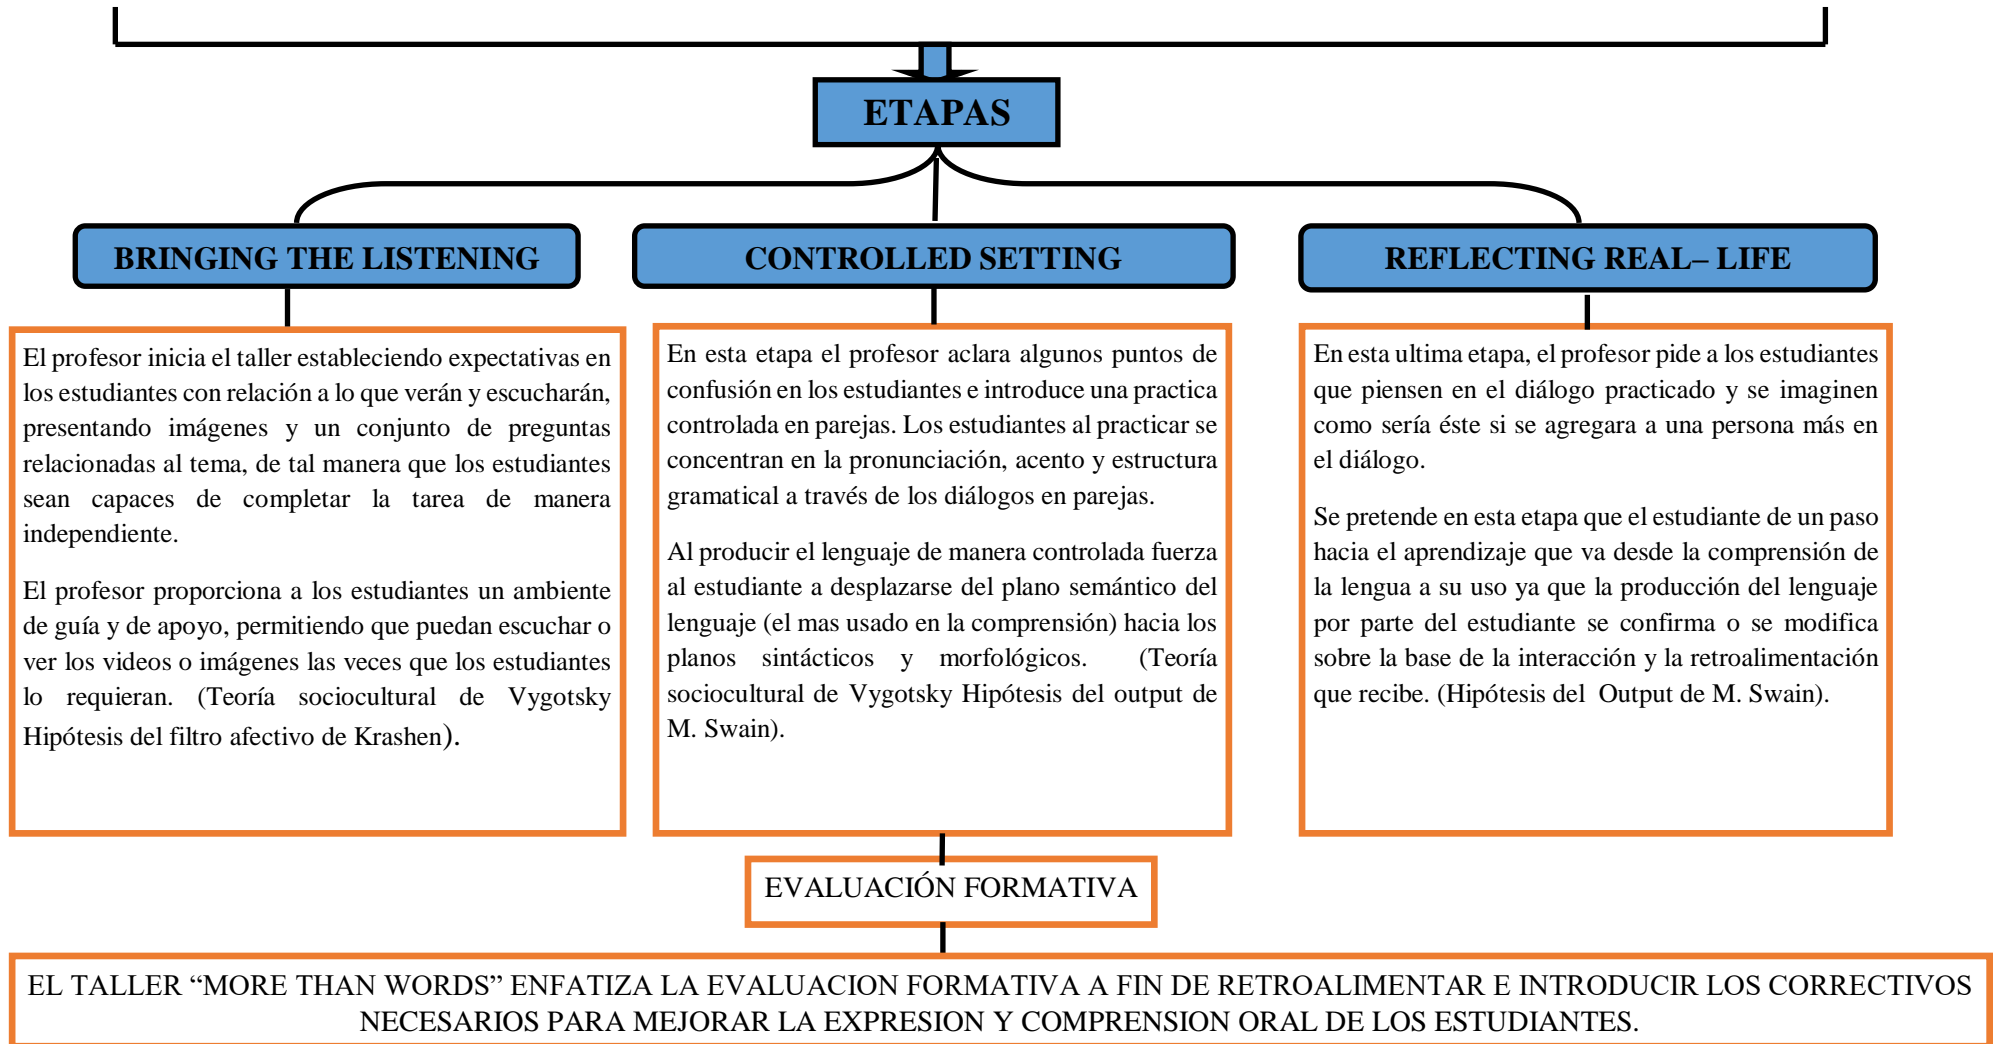 ETAPAS
BRINGING THE LISTENING
El profesor inicia el taller estableciendo expectativas en
los estudiantes con relación a lo que verán y escucharán,
presentando imágenes y un conjunto de preguntas
relacionadas al tema, de tal manera que los estudiantes
sean capaces de completar la tarea de manera
independiente.
El profesor proporciona a los estudiantes un ambiente
de guía y de apoyo, permitiendo que puedan escuchar o
ver los videos o imágenes las veces que los estudiantes
lo requieran. (Teoría sociocultural de Vygotsky
Hipótesis del filtro afectivo de Krashen).
CONTROLLED SETTING
En esta etapa el profesor aclara algunos puntos de
confusión en los estudiantes e introduce una practica
controlada en parejas. Los estudiantes al practicar se
concentran en la pronunciación, acento y estructura
gramatical a través de los diálogos en parejas.
Al producir el lenguaje de manera controlada fuerza
al estudiante a desplazarse del plano semántico del
lenguaje (el mas usado en la comprensión) hacia los
planos sintácticos y morfológicos. (Teoría
sociocultural de Vygotsky Hipótesis del output de
M. Swain).
REFLECTING REAL– LIFE
En esta ultima etapa, el profesor pide a los estudiantes
que piensen en el diálogo practicado y se imaginen
como sería éste si se agregara a una persona más en
el diálogo.
Se pretende en esta etapa que el estudiante de un paso
hacia el aprendizaje que va desde la comprensión de
la lengua a su uso ya que la producción del lenguaje
por parte del estudiante se confirma o se modifica
sobre la base de la interacción y la retroalimentación
que recibe. (Hipótesis del Output de M. Swain).
EVALUACIÓN FORMATIVA
EL TALLER “MORE THAN WORDS” ENFATIZA LA EVALUACION FORMATIVA A FIN DE RETROALIMENTAR E INTRODUCIR LOS CORRECTIVOS
NECESARIOS PARA MEJORAR LA EXPRESION Y COMPRENSION ORAL DE LOS ESTUDIANTES.